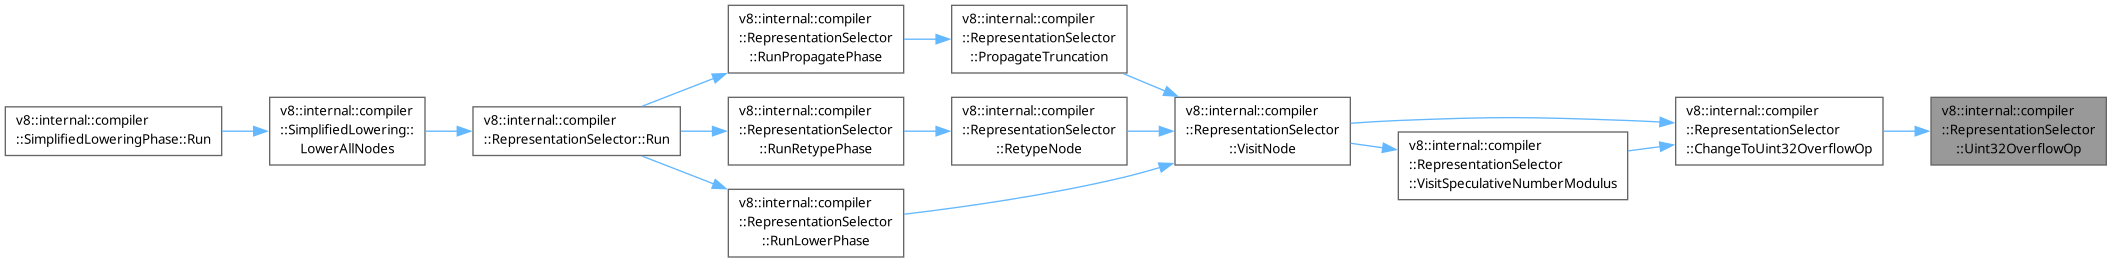 v8::internal::compiler
::SimplifiedLoweringPhase::Run
v8::internal::compiler
::SimplifiedLowering::
LowerAllNodes
v8::internal::compiler
::RepresentationSelector::Run
v8::internal::compiler
::RepresentationSelector
::RunPropagatePhase
v8::internal::compiler
::RepresentationSelector
::RunRetypePhase
v8::internal::compiler
::RepresentationSelector
::RunLowerPhase
v8::internal::compiler
::RepresentationSelector
::PropagateTruncation
v8::internal::compiler
::RepresentationSelector
::RetypeNode
v8::internal::compiler
::RepresentationSelector
::VisitNode
v8::internal::compiler
::RepresentationSelector
::VisitSpeculativeNumberModulus
v8::internal::compiler
::RepresentationSelector
::ChangeToUint32OverflowOp
v8::internal::compiler
::RepresentationSelector
::Uint32OverflowOp